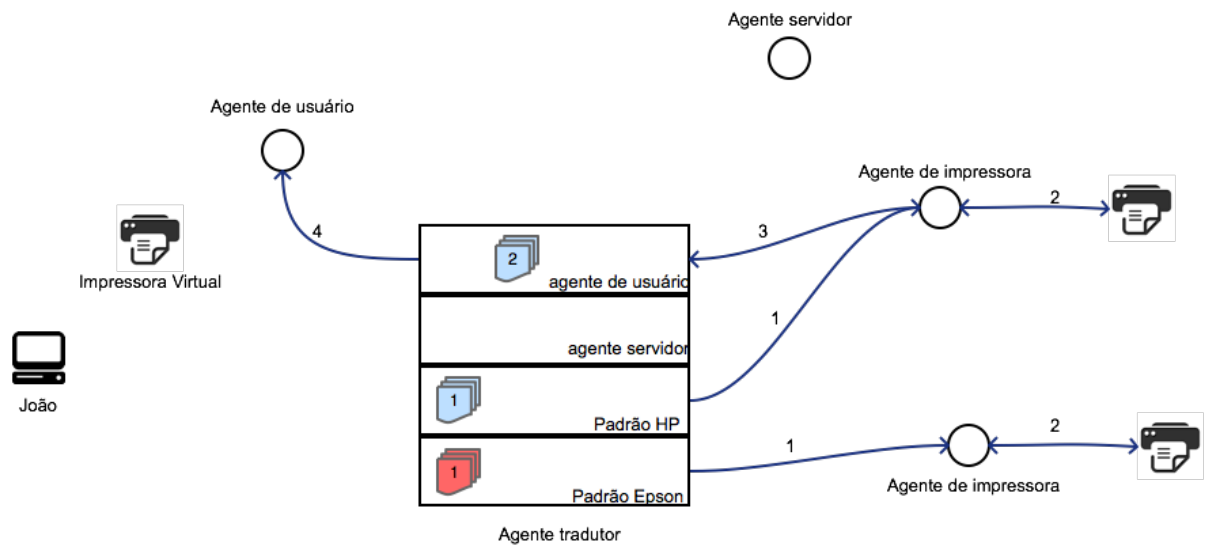 Agente servidor
Agente de usuário
Agente de impressora
2
4
3
2
agente de usuário
Impressora Virtual
1
agente servidor
João
1
Padrão HP
2
1
1
Padrão Epson
Agente de impressora
Agente tradutor